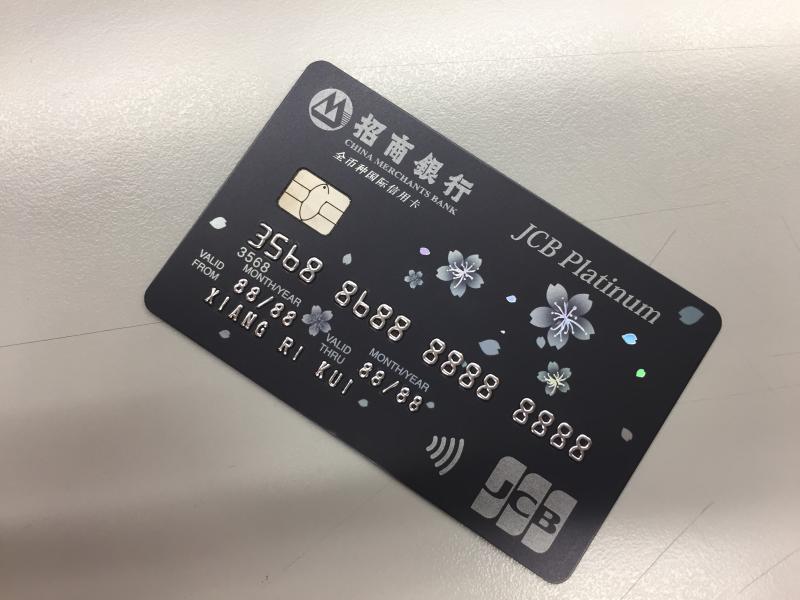 招商銀行
CHINA MERCHANTS BANK
全币种国际信用卡
JCB Platinum
3568 8688 8888 8888
3568
VALID FROM MONTH/YEAR 88/88
VALID THRU MONTH/YEAR 88/88
XIANG RI KUI
JCB